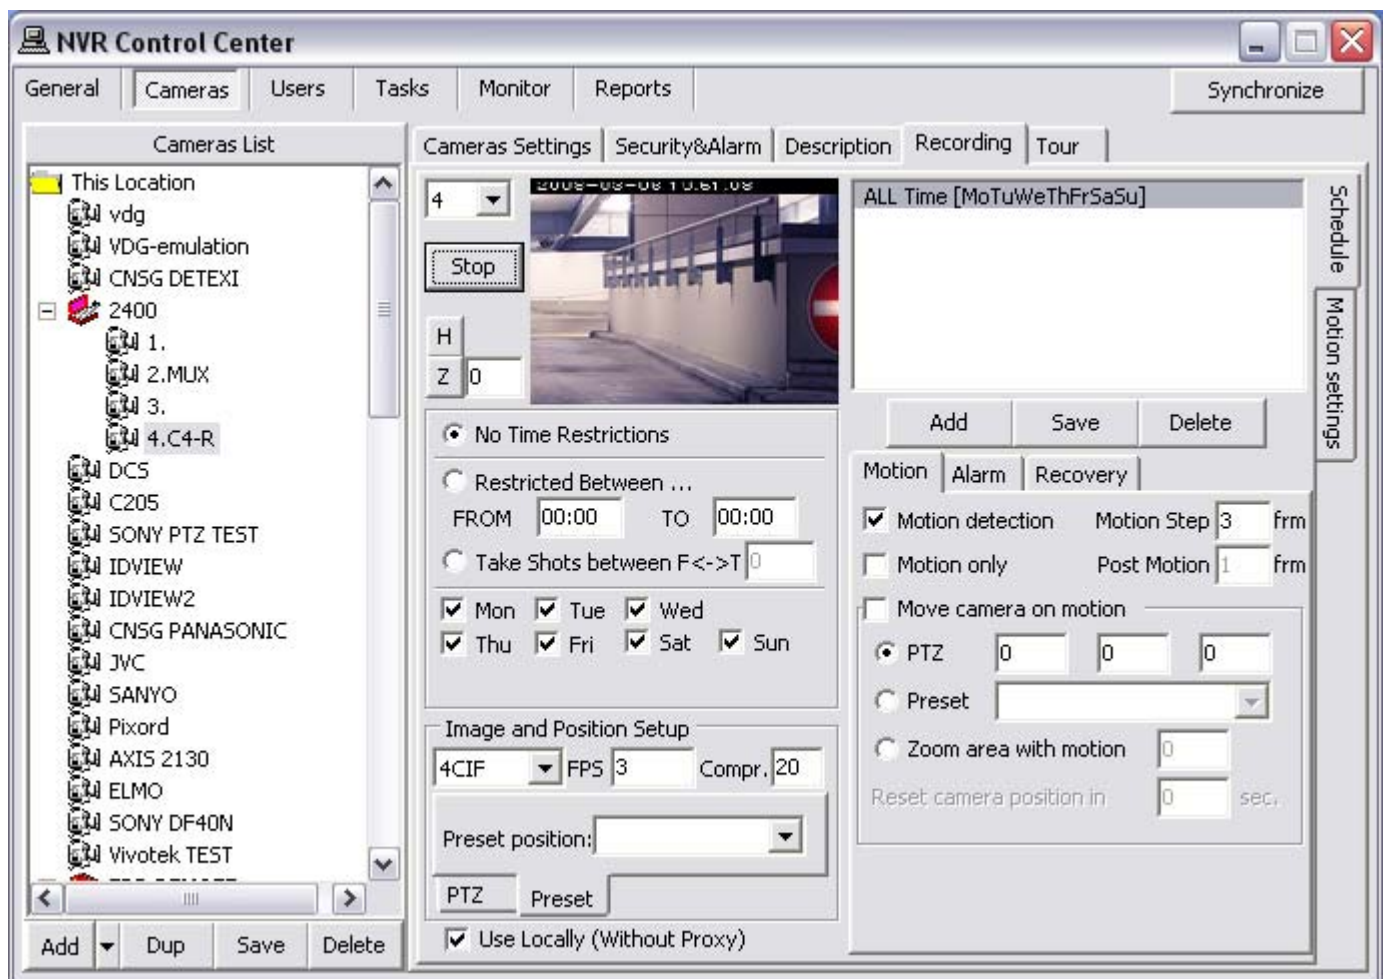 NVR Control Center
General Cameras Users Tasks Monitor Reports Synchronize
Cameras List
This Location
vdg
VDG-emulation
CNSG DETEXI
2400
1.
2.MUX
3.
4.C4-R
DCS
C205
SONY PTZ TEST
IDVIEW
IDVIEW2
CNSG PANASONIC
JVC
SANYO
Pixord
AXIS 2130
ELMO
SONY DF40N
Vivotek TEST
Add Dup Save Delete
Cameras Settings Security&Alarm Description Recording Tour
4
Stop
H
Z 0
No Time Restrictions
Restricted Between ...
FROM 00:00 TO 00:00
Take Shots between F<->T 0
Mon Tue Wed
Thu Fri Sat Sun
Image and Position Setup
4CIF FPS 3 Compr. 20
Preset position:
PTZ Preset
Use Locally (Without Proxy)
ALL Time [MoTuWeThFrSaSu]
Add Save Delete
Motion Alarm Recovery
Motion detection Motion Step 3 frm
Motion only Post Motion 1 frm
Move camera on motion
PTZ 0 0 0
Preset
Zoom area with motion 0
Reset camera position in 0 sec.
Schedule
Motion settings